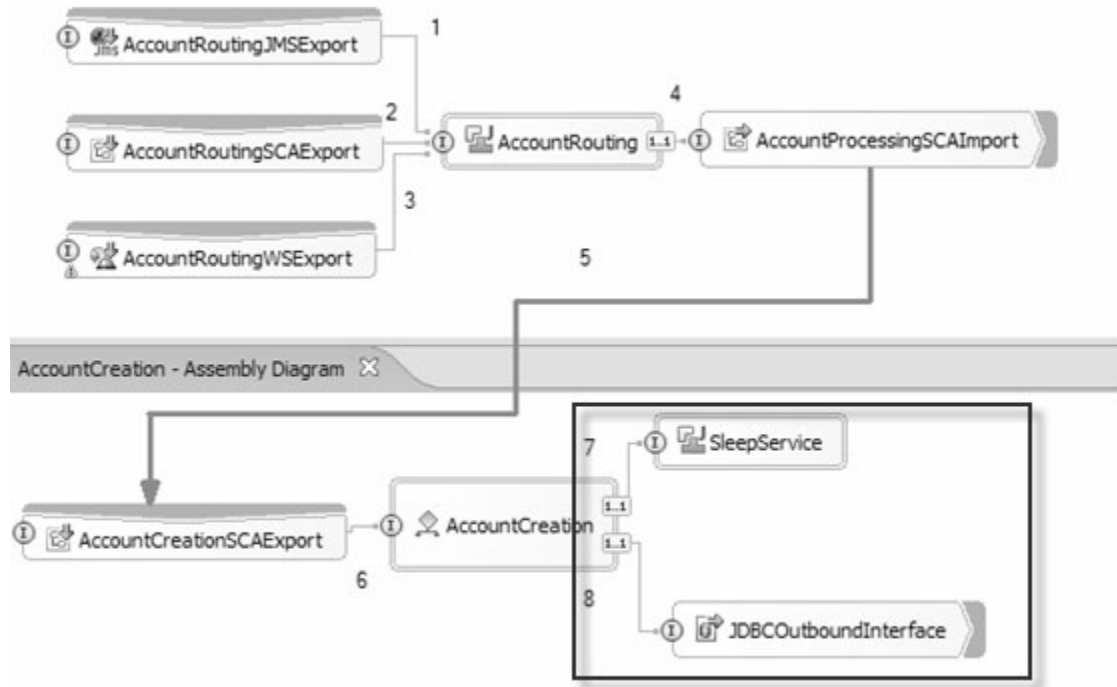 1
AccountRoutingJMSExport
JMS
2
4
AccountRoutingSCAExport
AccountRouting
1..1
AccountProcessingSCAImport
3
AccountRoutingWSExport
5
AccountCreation - Assembly Diagram
7
SleepService
1..1
AccountCreationSCAExport
AccountCreation
1..1
6
8
JDBCOutboundInterface